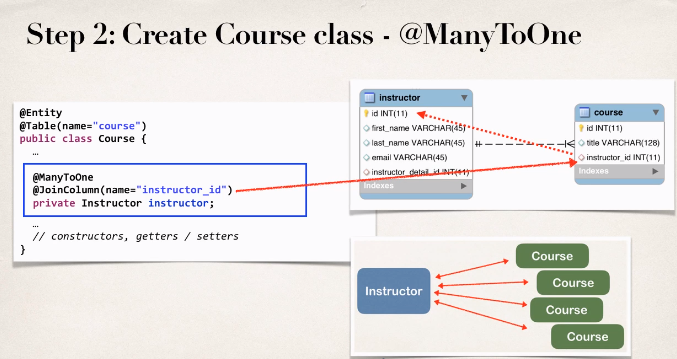 Step 2: Create Course class - @ManyToOne
@Entity
@Table(name="course")
public class Course {
…
@ManyToOne
@JoinColumn(name="instructor_id")
private Instructor instructor;
…
// constructors, getters / setters
}
instructor
id INT(11)
first_name VARCHAR(45)
last_name VARCHAR(45)
email VARCHAR(45)
instructor_detail_id INT(11)
Indexes
course
id INT(11)
title VARCHAR(128)
instructor_id INT(11)
Indexes
Instructor
Course
Course
Course
Course